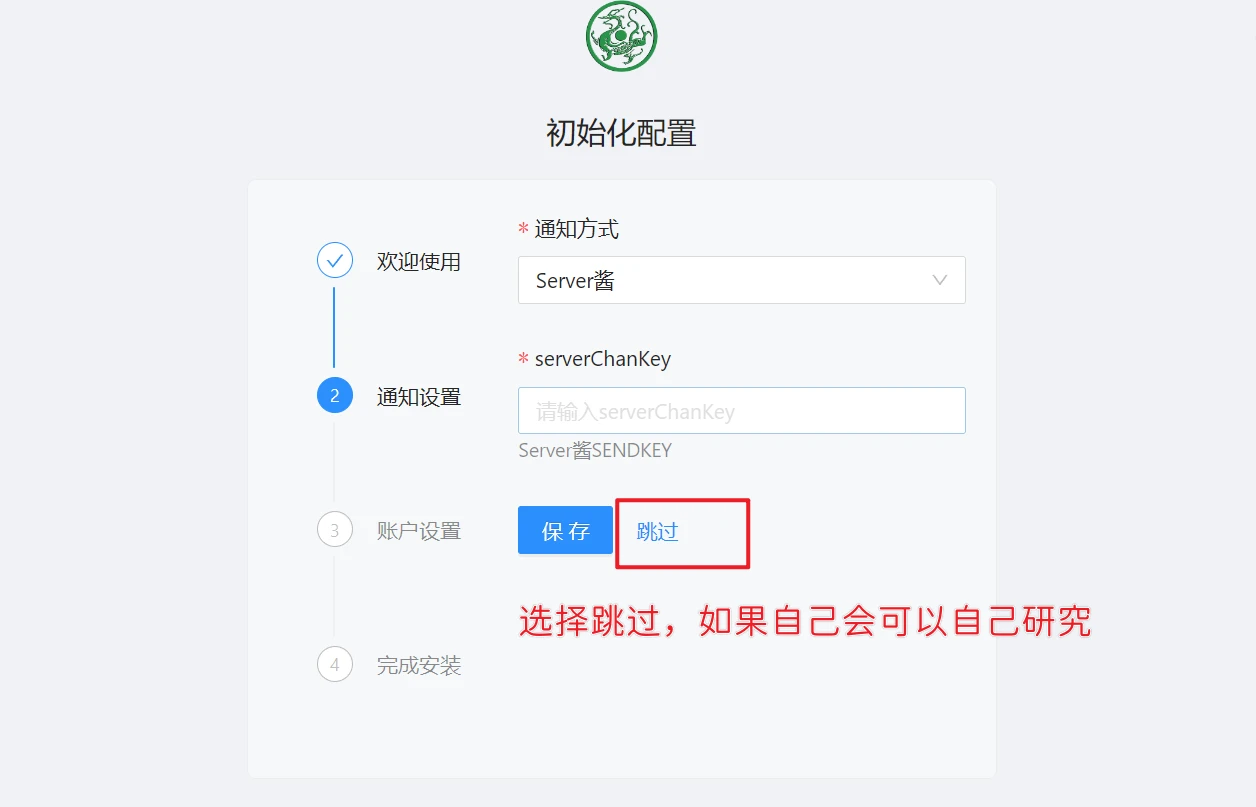 初始化配置
* 通知方式
欢迎使用
Server酱
* serverChanKey
2 通知设置
请输入serverChanKey
Server酱SENDKEY
3 账户设置
保 存 跳过
选择跳过，如果自己会可以自己研究
4 完成安装